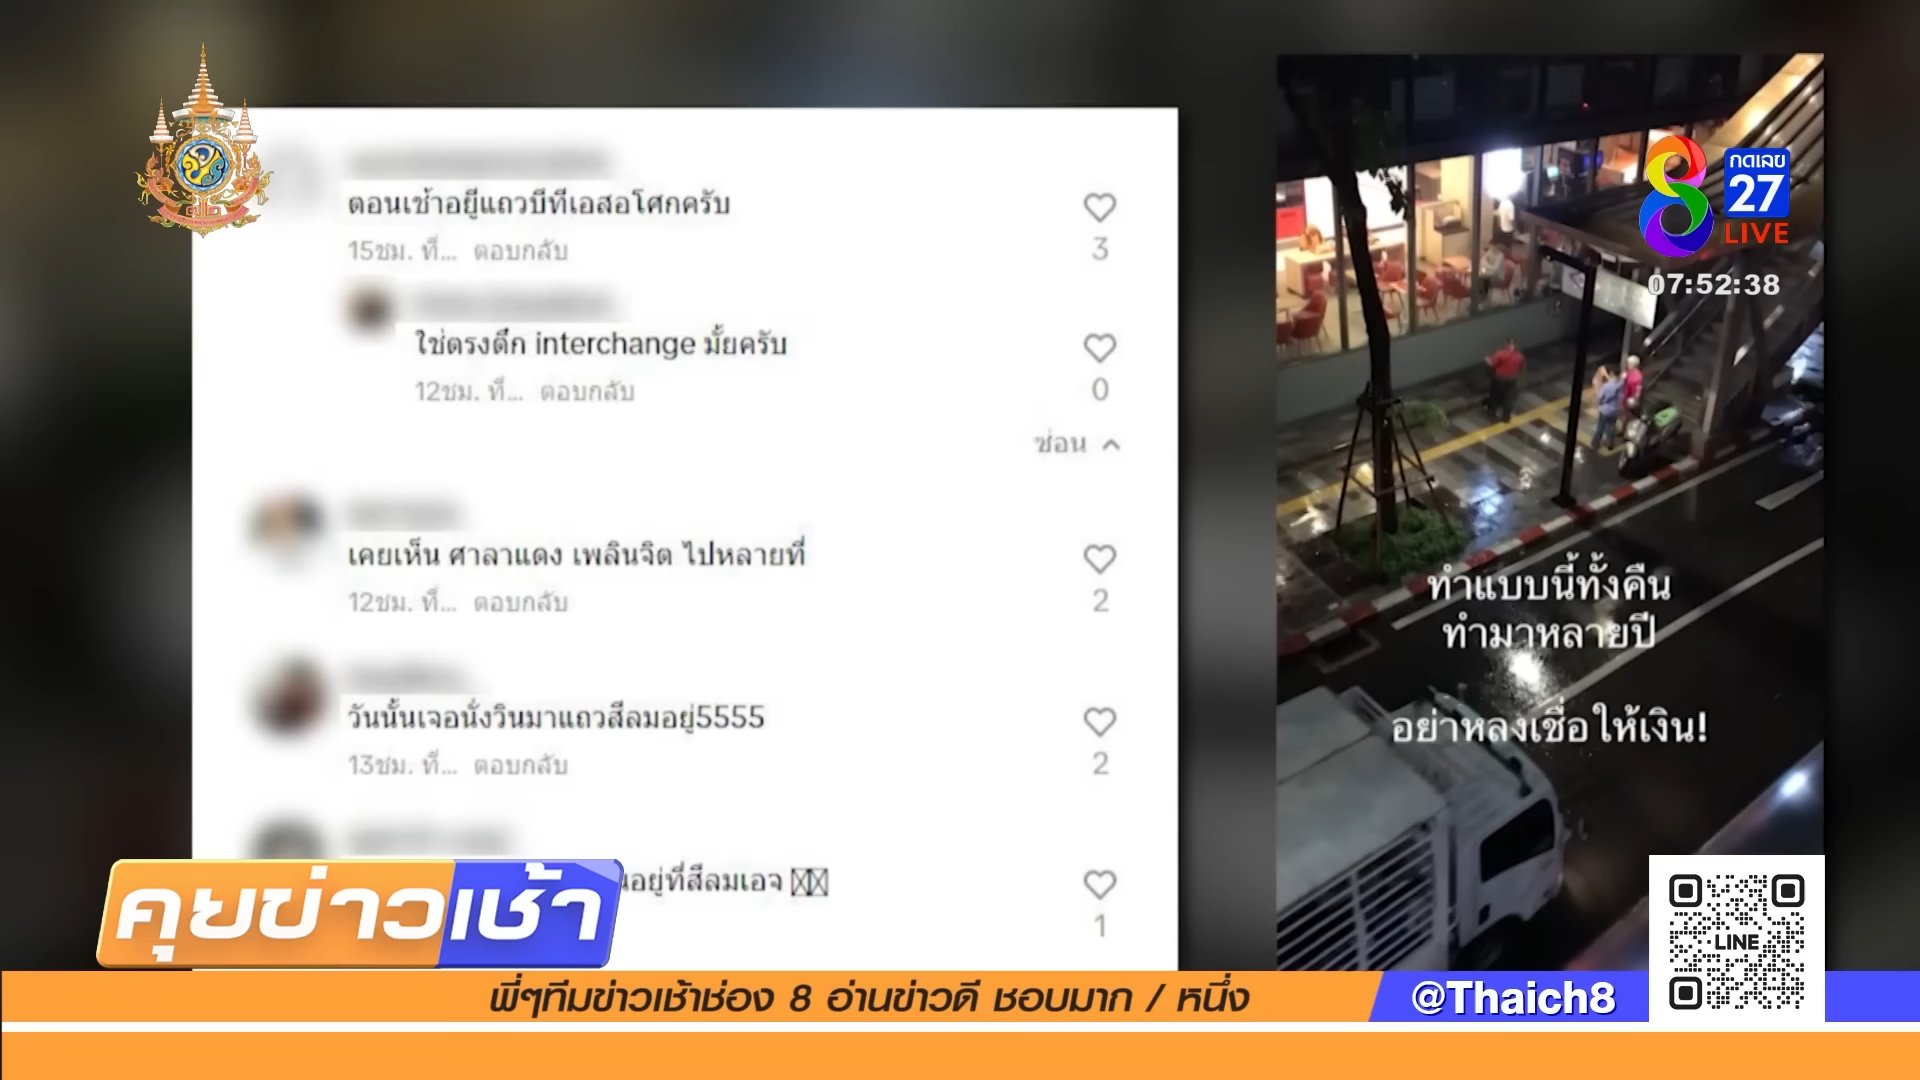 ตอนเช้าอยู่แถวบีทีเอสอโศกครับ
3
15ชม. ที่... ตอบกลับ
ใช่ตรงตึก interchange มั้ยครับ
0
12ชม. ที่... ตอบกลับ
ซ่อน
เคยเห็น ศาลาแดง เพลินจิต ไปหลายที่
2
12ชม. ที่... ตอบกลับ
วันนั้นเจอนั่งวินมาแถวสีลมอยู่5555
2
13ชม. ที่... ตอบกลับ
อยู่ที่สีลมเอจ
1
กดเลข
8 27
LIVE
07:52:38
ทำแบบนี้ทั้งคืน
ทำมาหลายปี
อย่าหลงเชื่อให้เงิน!
คุยข่าวเช้า
LINE
พี่ๆทีมข่าวเช้าช่อง 8 อ่านข่าวดี ชอบมาก / หนึ่ง
@Thaich8